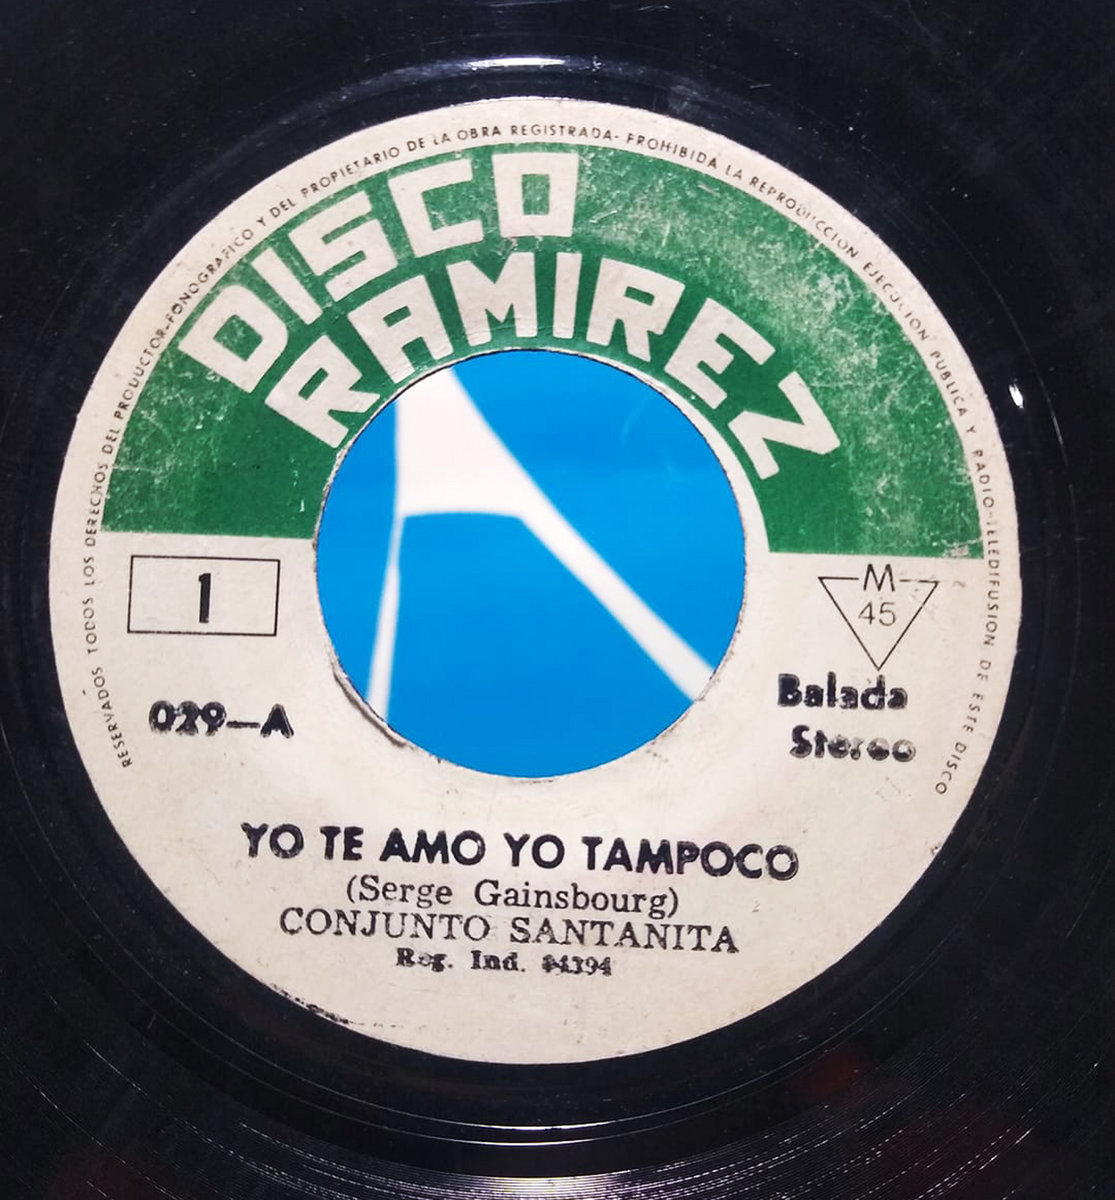 RESERVADOS TODOS LOS DERECHOS DEL PRODUCTOR-FONOGRAFICO Y DEL PROPIETARIO DE LA OBRA REGISTRADA- PROHIBIDA LA REPRODUCCION EJECUCION PUBLICA Y RADIO-TELEDIFUSION DE ESTE DISCO
DISCO
RAMIREZ
1
M
45
029-A
Balada
Stereo
YO TE AMO YO TAMPOCO
(Serge Gainsbourg)
CONJUNTO SANTANITA
Reg. Ind.